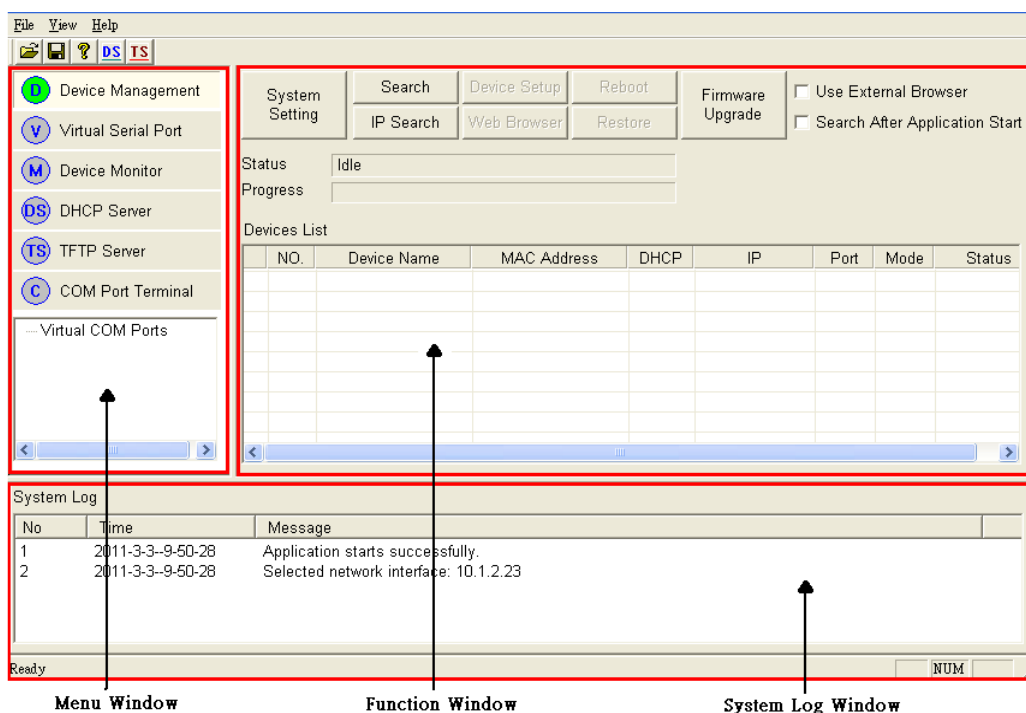 File View Help
DS TS
D Device Management
V Virtual Serial Port
M Device Monitor
DS DHCP Server
TS TFTP Server
C COM Port Terminal
Virtual COM Ports
System Setting
Search
Device Setup
Reboot
IP Search
Web Browser
Restore
Firmware Upgrade
Use External Browser
Search After Application Start
Status Idle
Progress
Devices List
NO. Device Name MAC Address DHCP IP Port Mode Status
System Log
No Time Message
1 2011-3-3--9-50-28 Application starts successfully.
2 2011-3-3--9-50-28 Selected network interface: 10.1.2.23
Ready NUM
Menu Window Function Window System Log Window